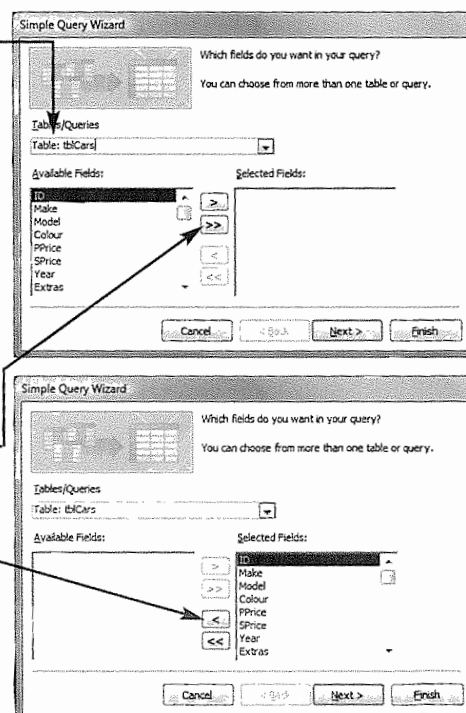 Simple Query Wizard
Which fields do you want in your query?
You can choose from more than one table or query.
Tables/Queries
Table: tblCars
Available Fields:
Selected Fields:
ID
Make
Model
Colour
PPrice
SPrice
Year
Extras
>
>>
<
<<
Cancel
< Back
Next >
Finish
Simple Query Wizard
Which fields do you want in your query?
You can choose from more than one table or query.
Tables/Queries
Table: tblCars
Available Fields:
Selected Fields:
>
>>
<
<<
ID
Make
Model
Colour
PPrice
SPrice
Year
Extras
Cancel
< Back
Next >
Finish